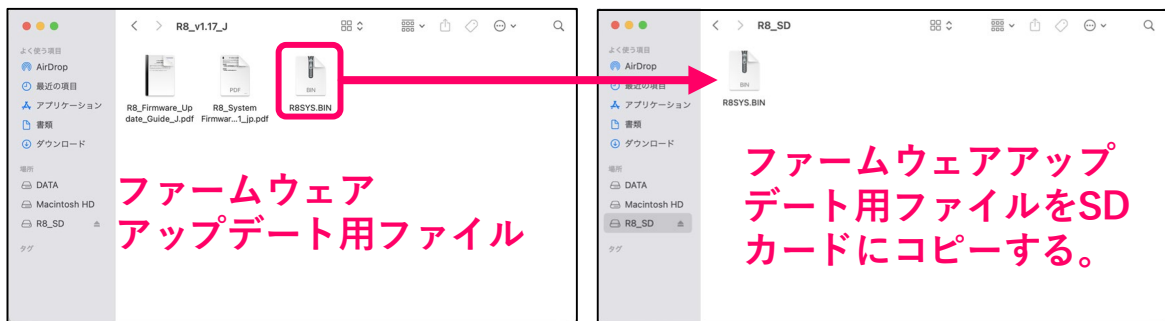 R8_v1.17_J
よく使う項目
AirDrop
最近の項目
アプリケーション
書類
ダウンロード
場所
DATA
Macintosh HD
R8_SD
タグ
PDF
BIN
R8_Firmware_Up
date_Guide_J.pdf
R8_System
Firmwar...1_jp.pdf
R8SYS.BIN
ファームウェア
アップデート用ファイル
R8_SD
よく使う項目
AirDrop
最近の項目
アプリケーション
書類
ダウンロード
場所
DATA
Macintosh HD
R8_SD
タグ
BIN
R8SYS.BIN
ファームウェアアップ
デート用ファイルをSD
カードにコピーする。